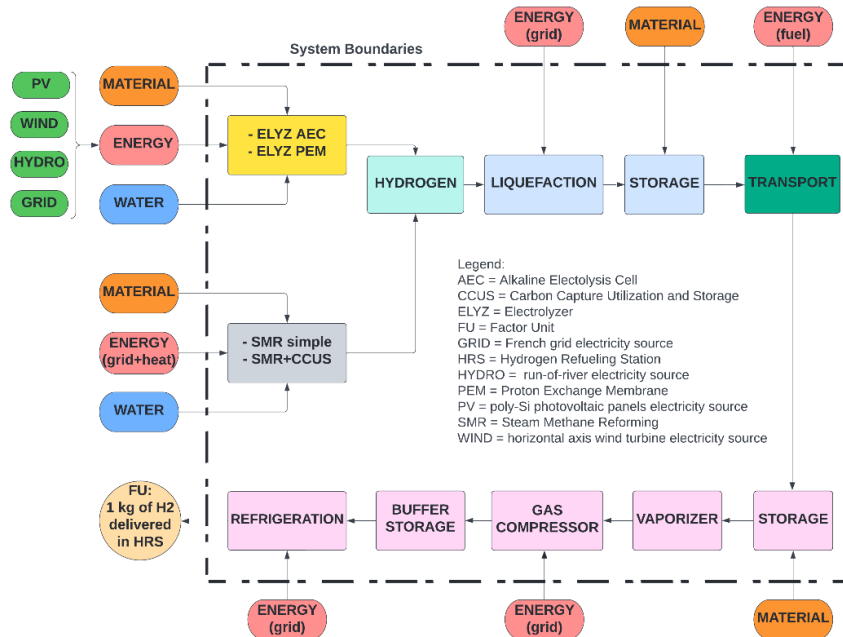 ENERGY
(grid)
MATERIAL
ENERGY
(fuel)
System Boundaries
PV
WIND
HYDRO
GRID
MATERIAL
ENERGY
WATER
- ELYZ AEC
- ELYZ PEM
HYDROGEN
LIQUEFACTION
STORAGE
TRANSPORT
MATERIAL
ENERGY
(grid+heat)
WATER
- SMR simple
- SMR+CCUS
Legend:
AEC = Alkaline Electolysis Cell
CCUS = Carbon Capture Utilization and Storage
ELYZ = Electrolyzer
FU = Factor Unit
GRID = French grid electricity source
HRS = Hydrogen Refueling Station
HYDRO = run-of-river electricity source
PEM = Proton Exchange Membrane
PV = poly-Si photovoltaic panels electricity source
SMR = Steam Methane Reforming
WIND = horizontal axis wind turbine electricity source
FU:
1 kg of H2
delivered
in HRS
REFRIGERATION
BUFFER
STORAGE
GAS
COMPRESSOR
VAPORIZER
STORAGE
ENERGY
(grid)
ENERGY
(grid)
MATERIAL